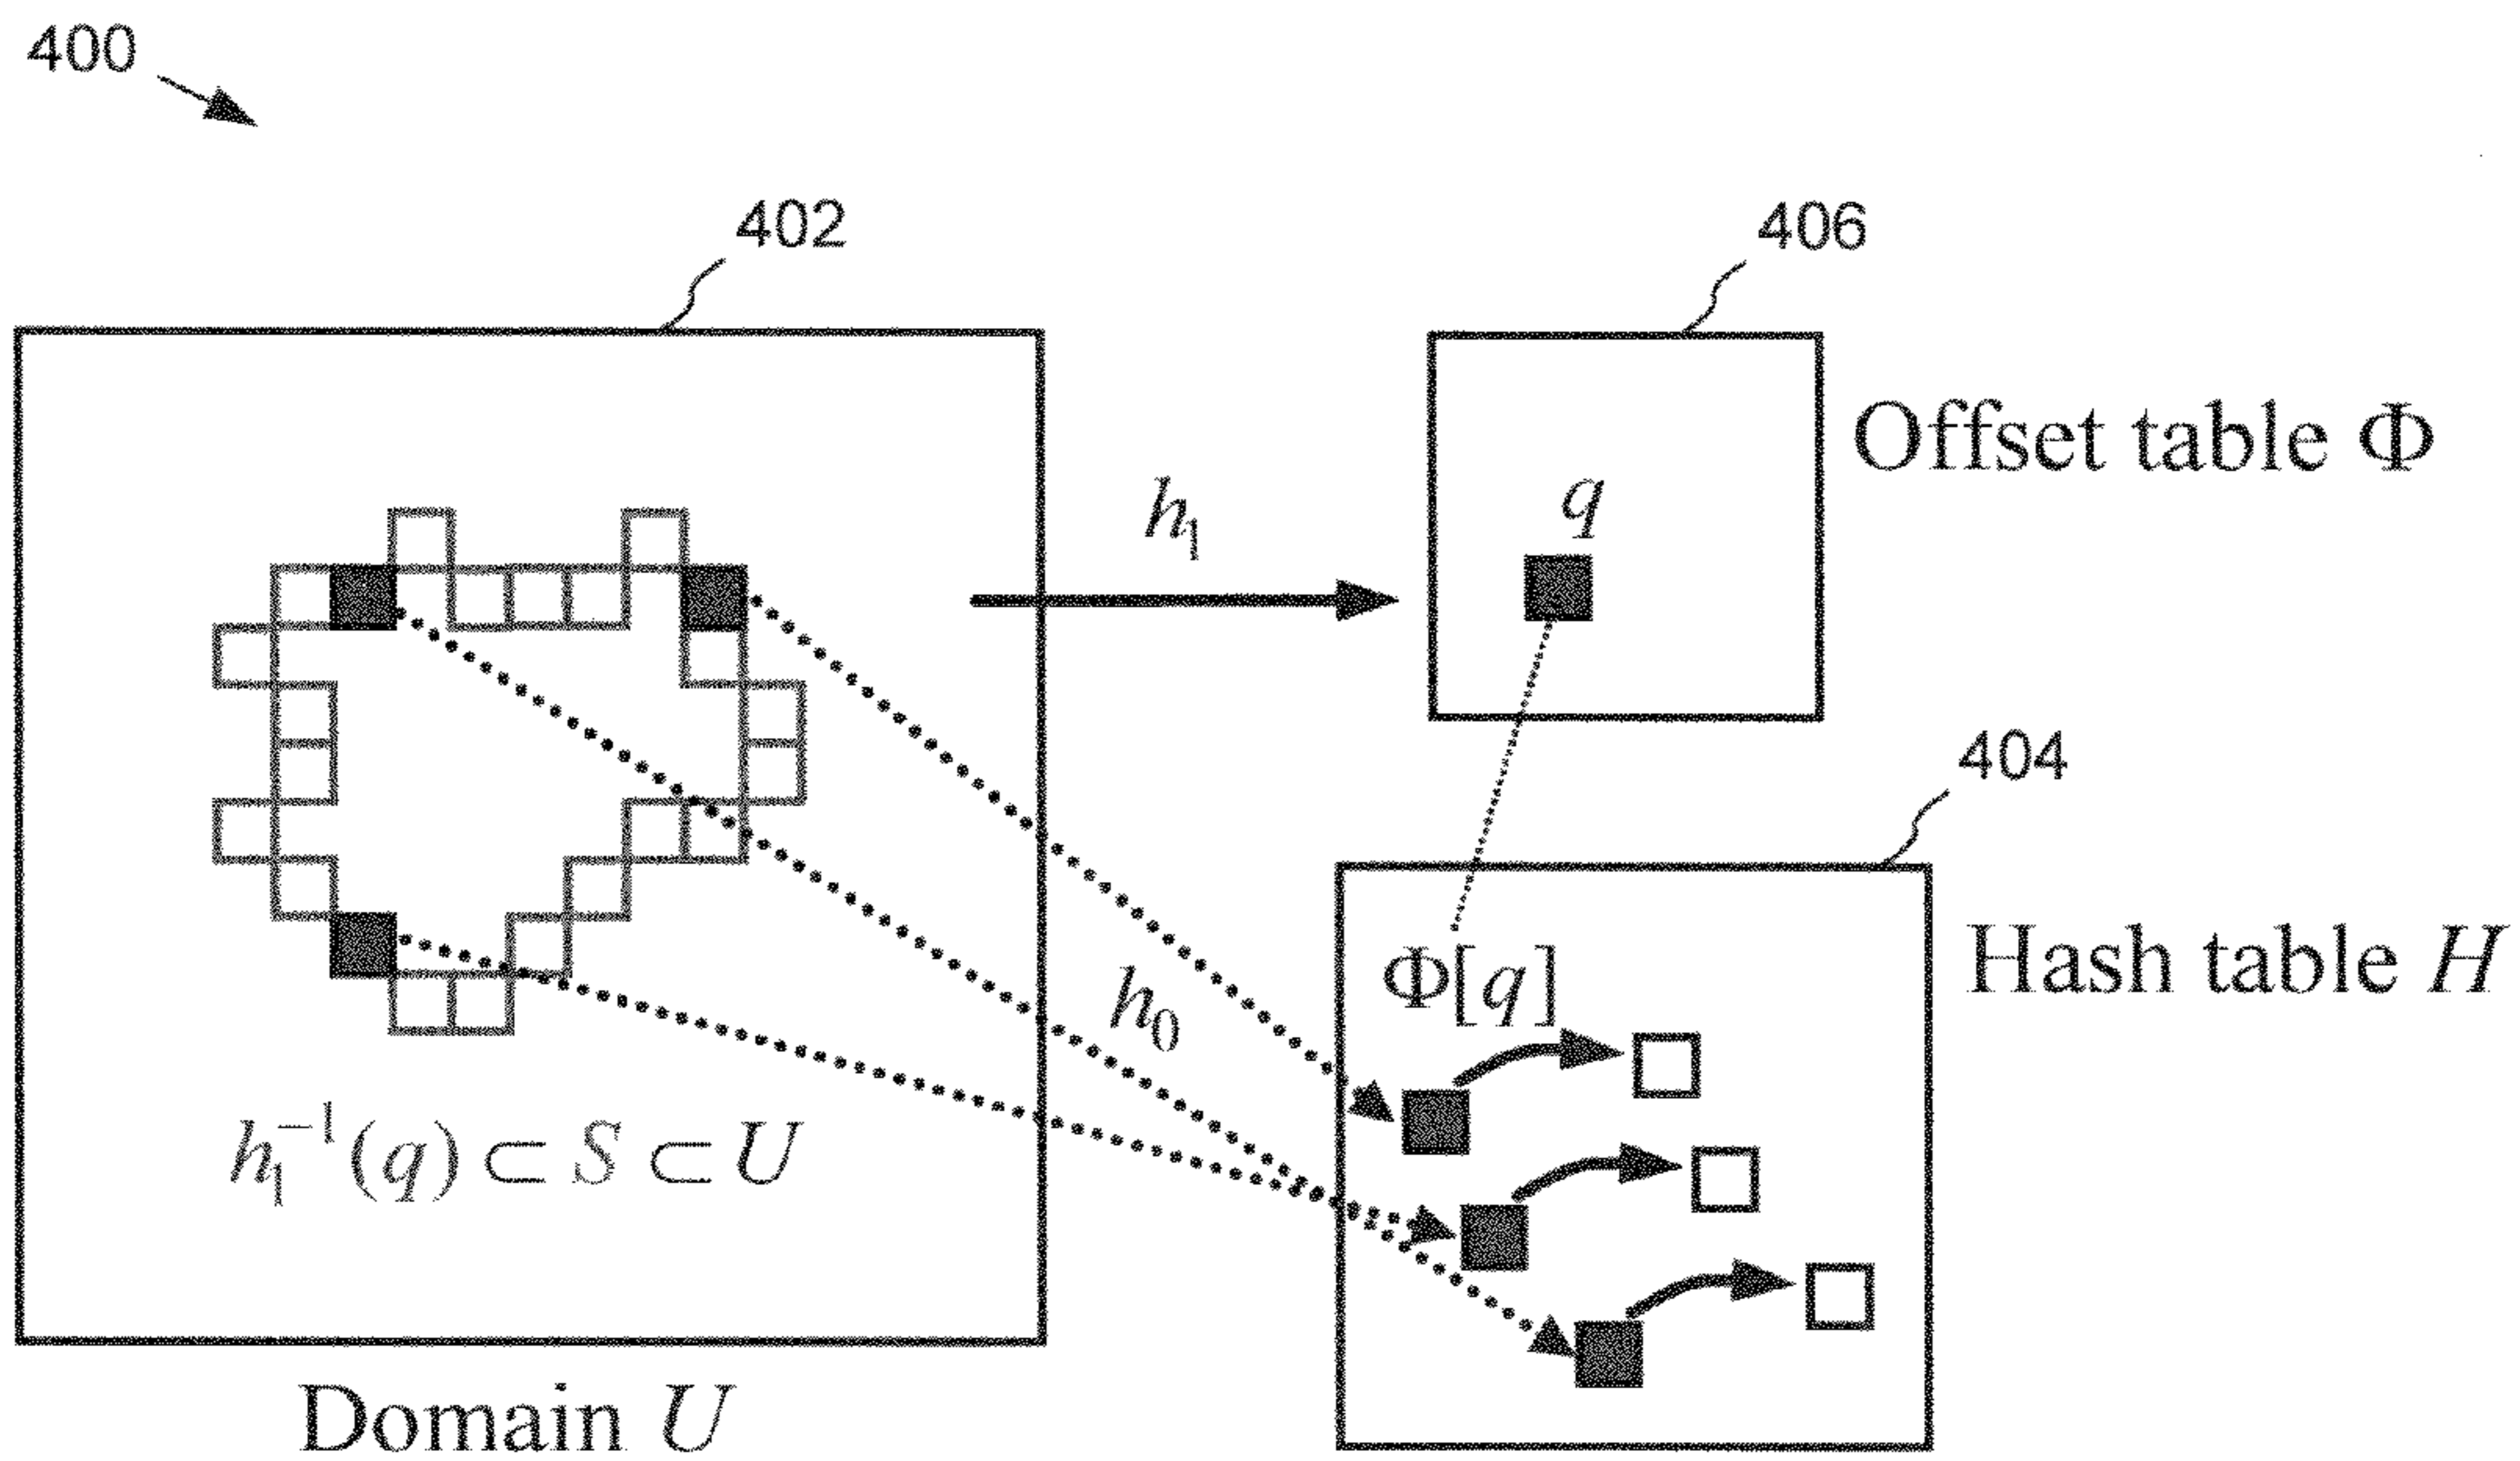 400
402
406
Offset table Φ
q
h₁
404
Φ[q]
Hash table H
h₀
h₁⁻¹(q) ⊂ S ⊂ U
Domain U